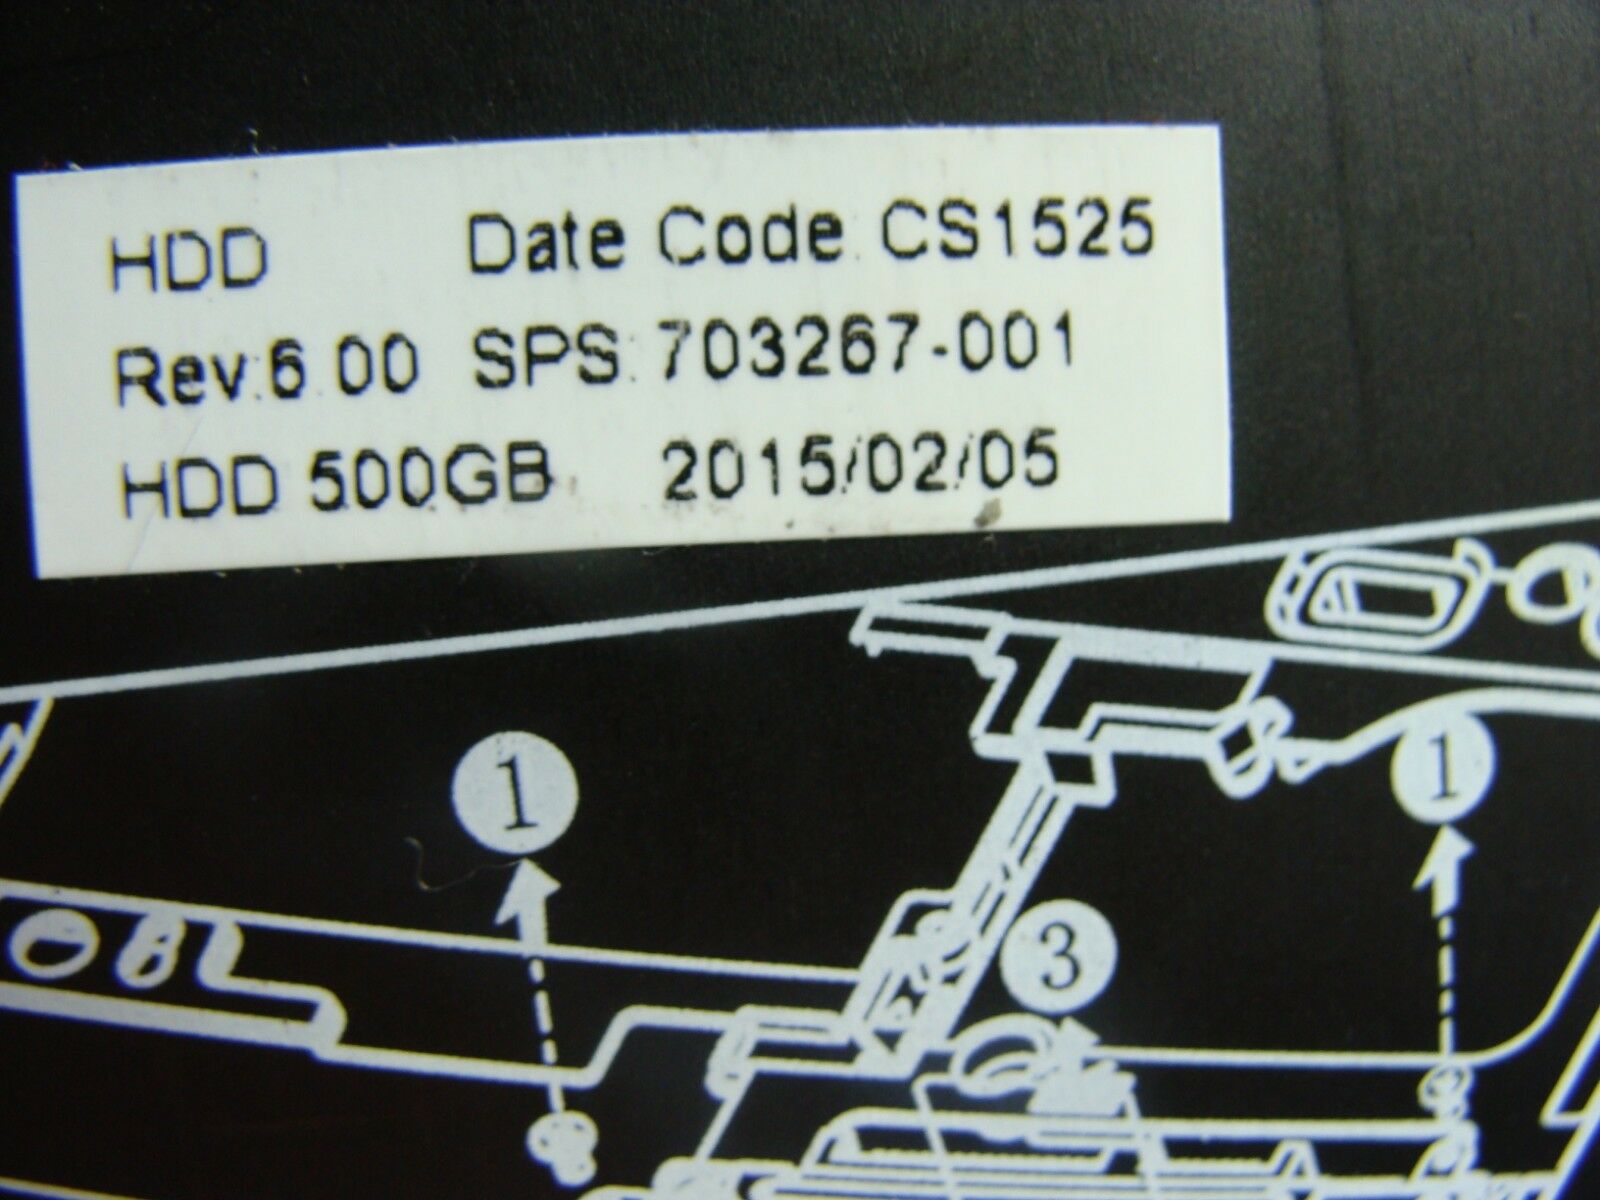 HDD Date Code: CS1525
Rev:6.00 SPS: 703267-001
HDD 500GB 2015/02/05
1
1
3